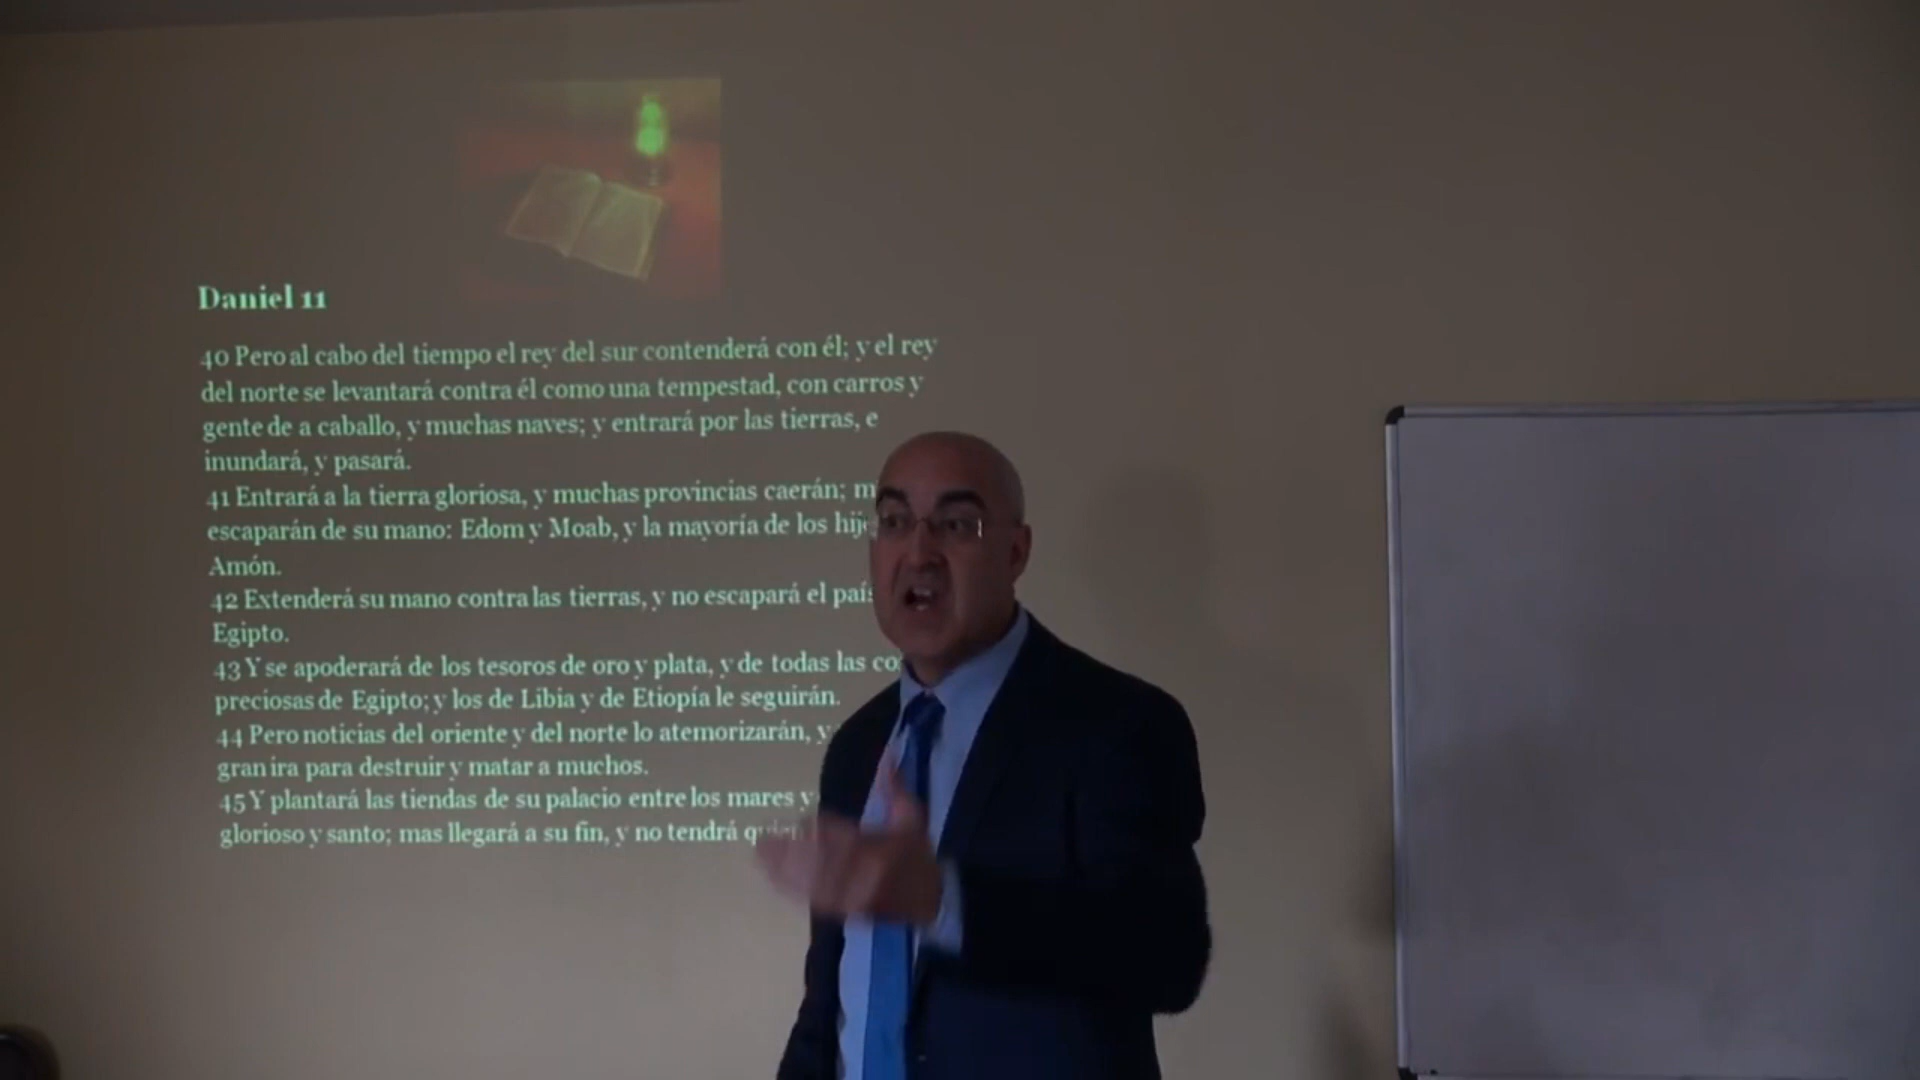 Daniel 11
40 Pero al cabo del tiempo el rey del sur contenderá con él; y el rey
del norte se levantará contra él como una tempestad, con carros y
gente de a caballo, y muchas naves; y entrará por las tierras, e
inundará, y pasará.
41 Entrará a la tierra gloriosa, y muchas provincias caerán;
escaparán de su mano: Edom y Moab, y la mayoría de los
Amón.
42 Extenderá su mano contra las tierras, y no escapará el país
Egipto.
43 Y se apoderará de los tesoros de oro y plata, y de todas las
preciosas de Egipto; y los de Libia y de Etiopía le seguirán.
44 Pero noticias del oriente y del norte lo atemorizarán, y
gran ira para destruir y matar a muchos.
45 Y plantará las tiendas de su palacio entre los mares y
glorioso y santo; mas llegará a su fin, y no tendrá quien